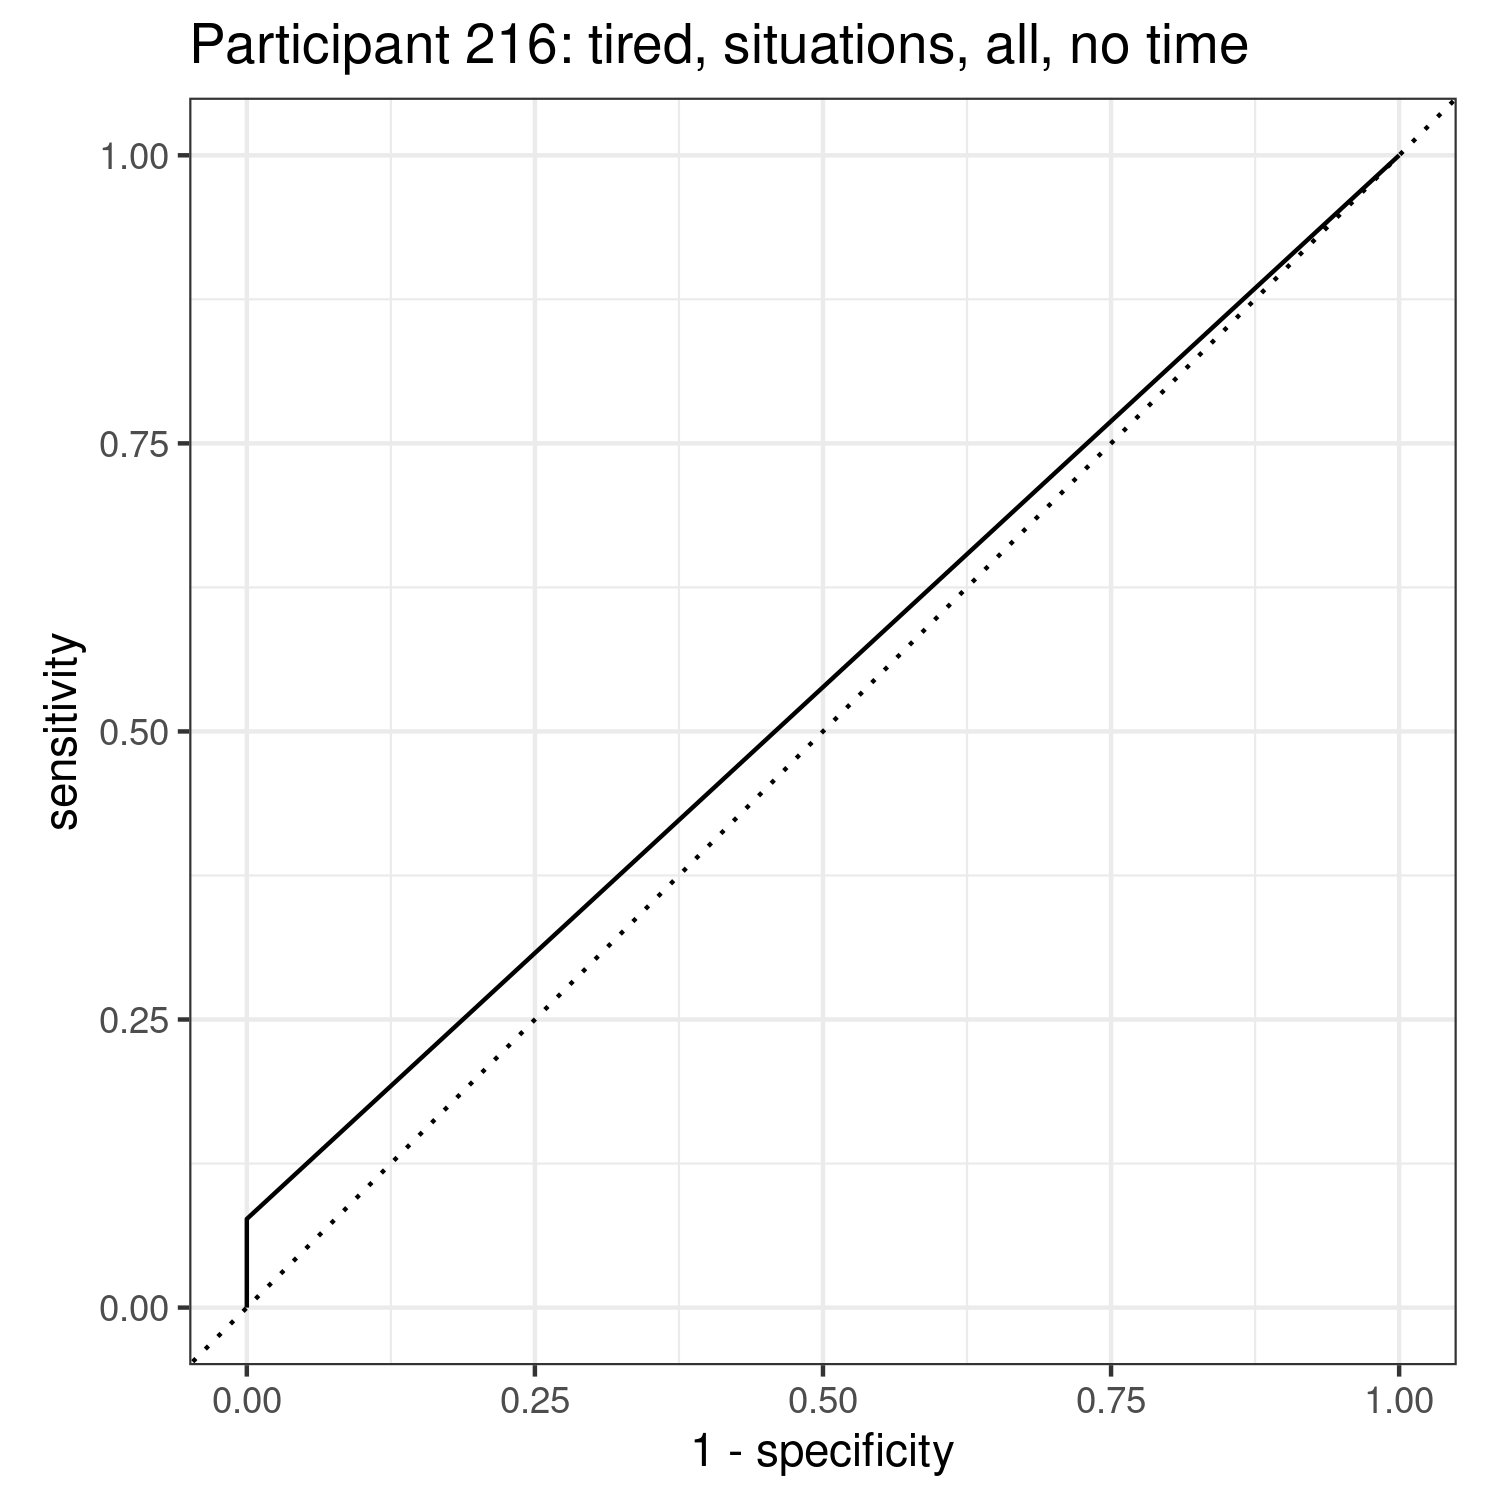 Participant 216: tired, situations, all, no time
1.00
0.75
0.50
0.25
0.00
sensitivity
0.00 0.25 0.50 0.75 1.00
1 - specificity